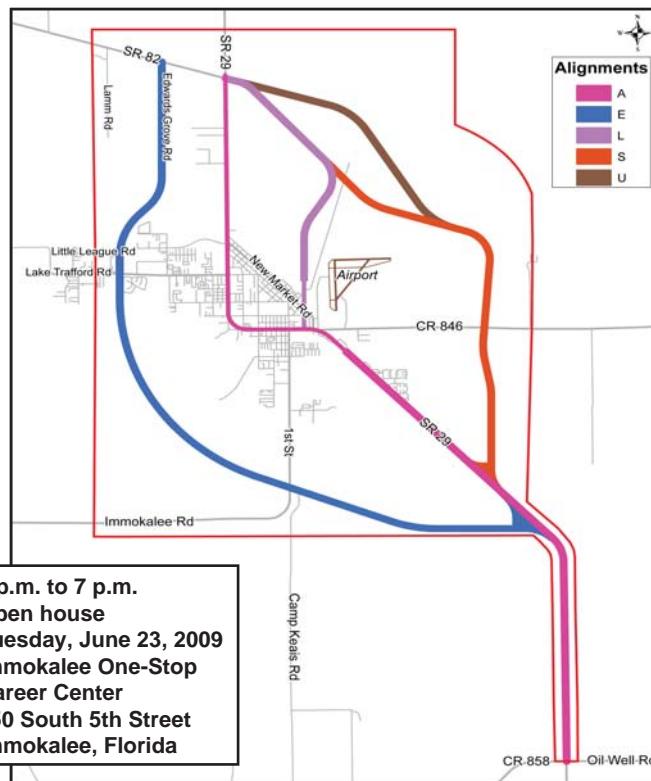 N
W E
S
SR-82
SR-29
Lamm Rd
Edwards Grove Rd
Alignments
A
E
L
S
U
Little League Rd
Lake Trafford Rd
New Market Rd
Airport
CR 846
SR-29
1st St
Immokalee Rd
Camp Keais Rd
p.m. to 7 p.m.
pen house
uesday, June 23, 2009
mmokalee One-Stop
areer Center
50 South 5th Street
mmokalee, Florida
CR 858 Oil Well Rd